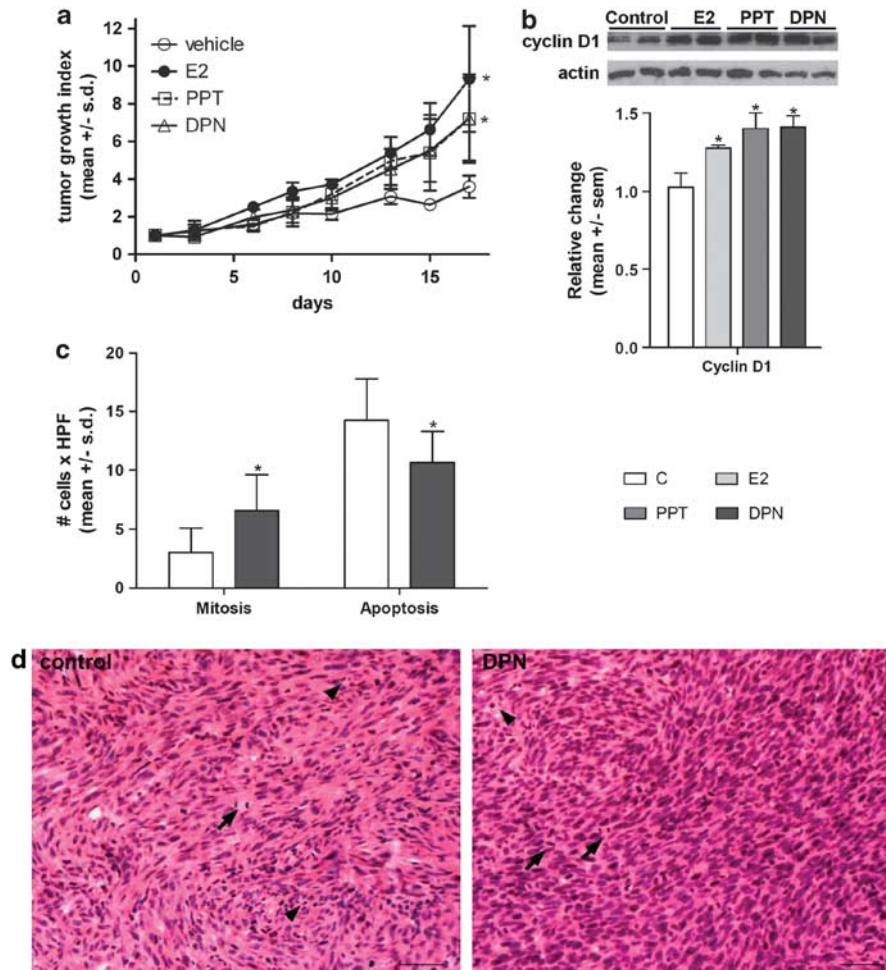 a
tumor growth index
(mean +/- s.d.)
12
10
8
6
4
2
0
vehicle
E2
PPT
DPN
*
*
0
5
10
15
days
b
Control E2 PPT DPN
cyclin D1
actin
Relative change
(mean +/- sem)
1.5
1.0
0.5
0.0
*
*
*
Cyclin D1
c
# cells x HPF
(mean +/- s.d.)
20
15
10
5
0
*
*
Mitosis Apoptosis
C E2
PPT DPN
d
control
DPN